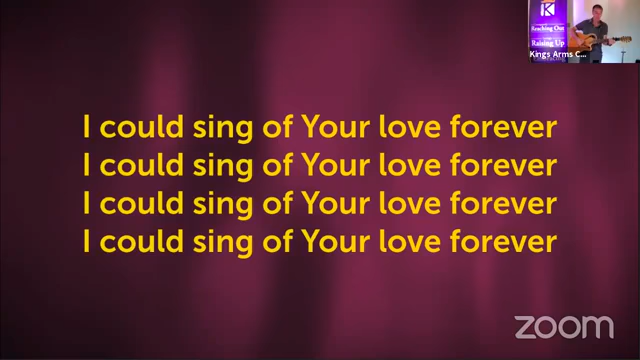 K
Reaching Out
Raising Up
Kings Arms C...
I could sing of Your love forever
I could sing of Your love forever
I could sing of Your love forever
I could sing of Your love forever
zoom